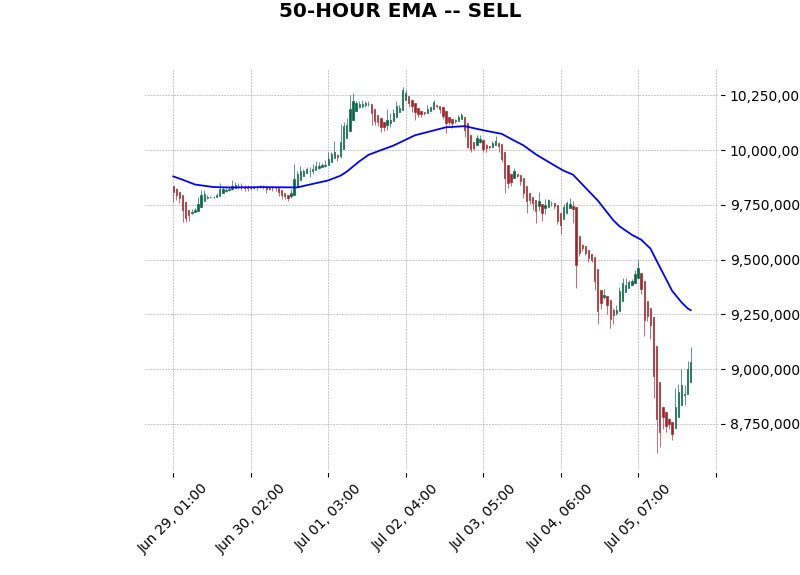 50-HOUR EMA -- SELL
10,250,00
10,000,00
9,750,000
9,500,000
9,250,000
9,000,000
8,750,000
Jun 29, 01:00
Jun 30, 02:00
Jul 01, 03:00
Jul 02, 04:00
Jul 03, 05:00
Jul 04, 06:00
Jul 05, 07:00